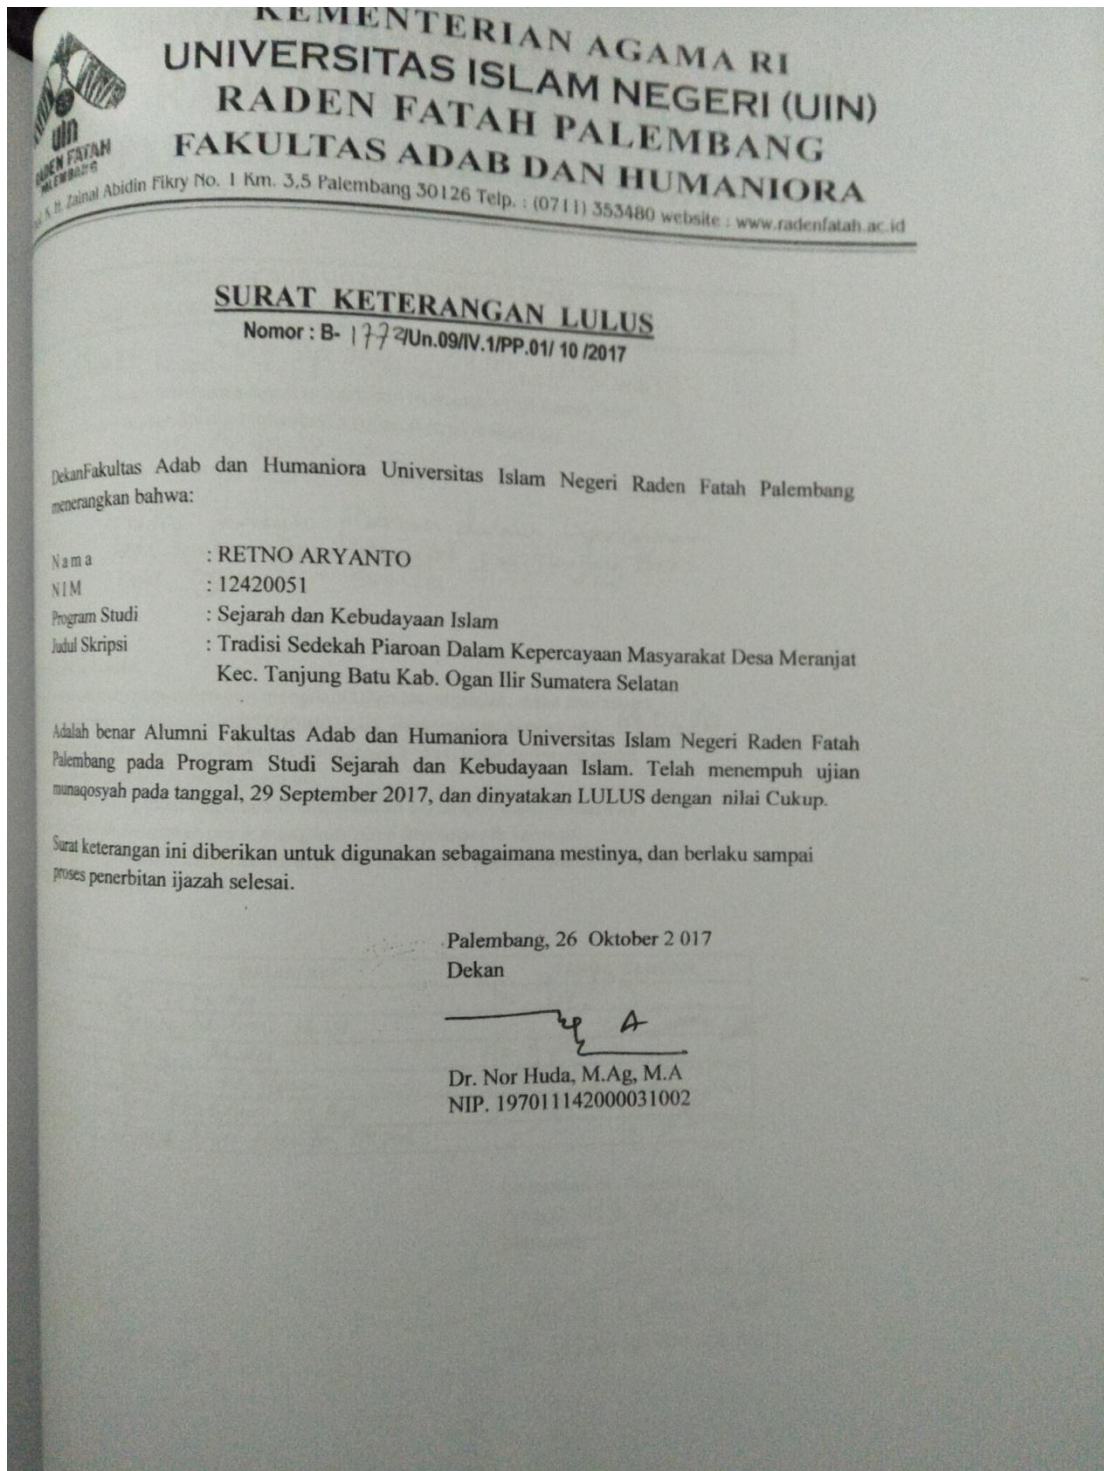 KEMENTERIAN AGAMA RI
UNIVERSITAS ISLAM NEGERI (UIN)
RADEN FATAH PALEMBANG
FAKULTAS ADAB DAN HUMANIORA
uin
RADEN FATAH
PALEMBANG
K. H. Zainal Abidin Fikry No. 1 Km. 3,5 Palembang 30126 Telp. : (0711) 353480 website : www.radenfatah.ac.id
SURAT KETERANGAN LULUS
Nomor : B- /Un.09/IV.1/PP.01/ 10 /2017
DekanFakultas Adab dan Humaniora Universitas Islam Negeri Raden Fatah Palembang
menerangkan bahwa:
Nama : RETNO ARYANTO
NIM : 12420051
Program Studi : Sejarah dan Kebudayaan Islam
Judul Skripsi : Tradisi Sedekah Piaroan Dalam Kepercayaan Masyarakat Desa Meranjat
Kec. Tanjung Batu Kab. Ogan Ilir Sumatera Selatan
Adalah benar Alumni Fakultas Adab dan Humaniora Universitas Islam Negeri Raden Fatah
Palembang pada Program Studi Sejarah dan Kebudayaan Islam. Telah menempuh ujian
munaqosyah pada tanggal, 29 September 2017, dan dinyatakan LULUS dengan nilai Cukup.
Surat keterangan ini diberikan untuk digunakan sebagaimana mestinya, dan berlaku sampai
proses penerbitan ijazah selesai.
Palembang, 26 Oktober 2 017
Dekan
Dr. Nor Huda, M.Ag, M.A
NIP. 197011142000031002